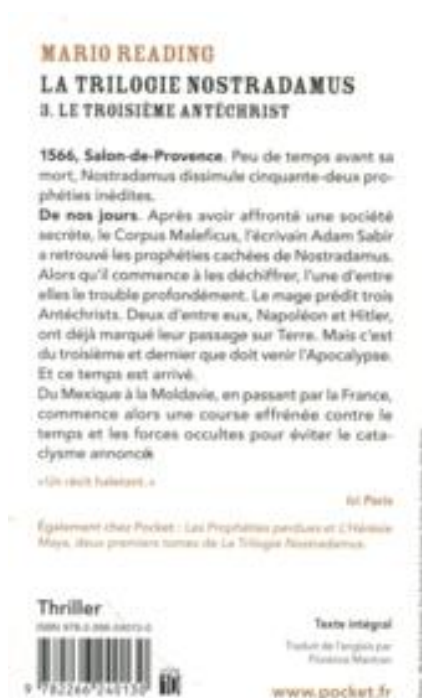 MARIO READING
LA TRILOGIE NOSTRADAMUS
3. LE TROISIÈME ANTÉCHRIST
1566, Salon-de-Provence. Peu de temps avant sa
mort, Nostradamus dissimule cinquante-deux pro-
phéties inédites.
De nos jours. Après avoir affronté une société
secrète, le Corpus Maleficus, l'écrivain Adam Sabir
a retrouvé les prophéties cachées de Nostradamus.
Alors qu'il commence à les déchiffrer, l'une d'entre
elles le trouble profondément. Le mage prédit trois
Antéchrists. Deux d'entre eux, Napoléon et Hitler,
ont déjà marqué leur passage sur Terre. Mais c'est
du troisième et dernier que doit venir l'Apocalypse.
Et ce temps est arrivé.
Du Mexique à la Moldavie, en passant par la France,
commence alors une course effrénée contre le
temps et les forces occultes pour éviter le cata-
clysme annoncé
« Un récit haletant. »
Ici Paris
Également chez Pocket : Les Prophéties perdues et L'Hérésie
Maya, deux premiers tomes de La Trilogie Nostradamus.
Thriller
Texte intégral
Traduit de l'anglais par
Florence Mantran
9 782266 240130
www.pocket.fr